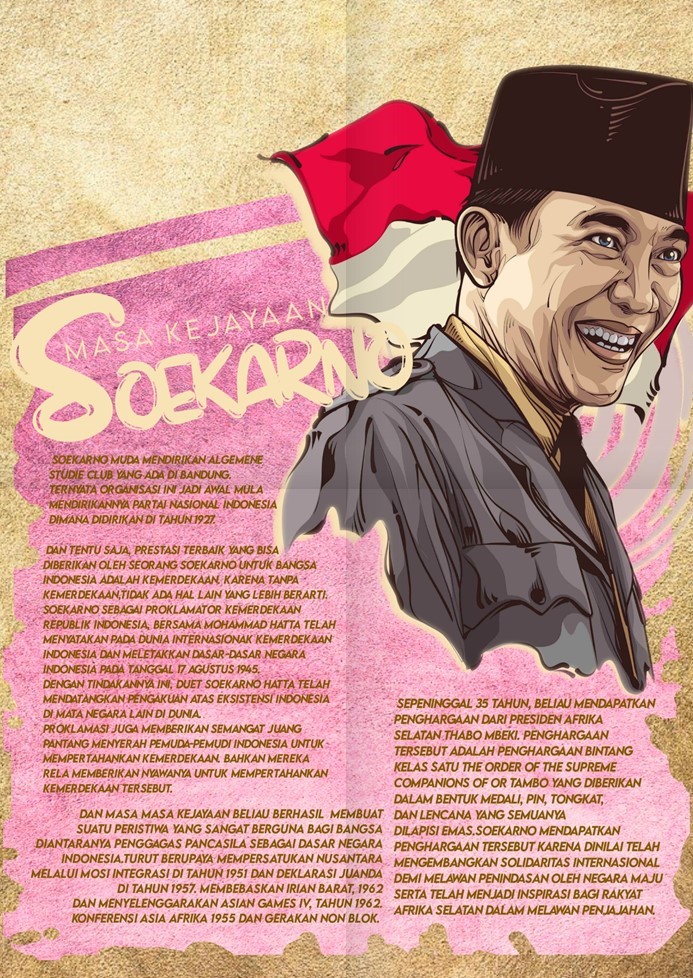 MASA KEJAYAAN
SOEKARNO
SOEKARNO MUDA MENDIRIKAN ALGEMENE
STUDIE CLUB YANG ADA DI BANDUNG.
TERNYATA ORGANISASI INI JADI AWAL MULA
MENDIRIKANNYA PARTAI NASIONAL INDONESIA
DIMANA DIDIRIKAN DI TAHUN 1927.
DAN TENTU SAJA, PRESTASI TERBAIK YANG BISA
DIBERIKAN OLEH SEORANG SOEKARNO UNTUK BANGSA
INDONESIA ADALAH KEMERDEKAAN, KARENA TANPA
KEMERDEKAAN,TIDAK ADA HAL LAIN YANG LEBIH BERARTI.
SOEKARNO SEBAGAI PROKLAMATOR KEMERDEKAAN
REPUBLIK INDONESIA, BERSAMA MOHAMMAD HATTA TELAH
MENYATAKAN PADA DUNIA INTERNASIONAK KEMERDEKAAN
INDONESIA DAN MELETAKKAN DASAR-DASAR NEGARA
INDONESIA PADA TANGGAL 17 AGUSTUS 1945.
DENGAN TINDAKANNYA INI, DUET SOEKARNO HATTA TELAH
MENDATANGKAN PENGAKUAN ATAS EKSISTENSI INDONESIA
DI MATA NEGARA LAIN DI DUNIA.
PROKLAMASI JUGA MEMBERIKAN SEMANGAT JUANG
PANTANG MENYERAH PEMUDA-PEMUDI INDONESIA UNTUK
MEMPERTAHANKAN KEMERDEKAAN. BAHKAN MEREKA
RELA MEMBERIKAN NYAWANYA UNTUK MEMPERTAHANKAN
KEMERDEKAAN TERSEBUT.
DAN MASA MASA KEJAYAAN BELIAU BERHASIL MEMBUAT
SUATU PERISTIWA YANG SANGAT BERGUNA BAGI BANGSA
DIANTARANYA PENGGAGAS PANCASILA SEBAGAI DASAR NEGARA
INDONESIA.TURUT BERUPAYA MEMPERSATUKAN NUSANTARA
MELALUI MOSI INTEGRASI DI TAHUN 1951 DAN DEKLARASI JUANDA
DI TAHUN 1957. MEMBEBASKAN IRIAN BARAT, 1962
DAN MENYELENGGARAKAN ASIAN GAMES IV, TAHUN 1962.
KONFERENSI ASIA AFRIKA 1955 DAN GERAKAN NON BLOK.
SEPENINGGAL 35 TAHUN, BELIAU MENDAPATKAN
PENGHARGAAN DARI PRESIDEN AFRIKA
SELATAN THABO MBEKI. PENGHARGAAN
TERSEBUT ADALAH PENGHARGAAN BINTANG
KELAS SATU THE ORDER OF THE SUPREME
COMPANIONS OF OR TAMBO YANG DIBERIKAN
DALAM BENTUK MEDALI, PIN, TONGKAT,
DAN LENCANA YANG SEMUANYA
DILAPISI EMAS.SOEKARNO MENDAPATKAN
PENGHARGAAN TERSEBUT KARENA DINILAI TELAH
MENGEMBANGKAN SOLIDARITAS INTERNASIONAL
DEMI MELAWAN PENINDASAN OLEH NEGARA MAJU
SERTA TELAH MENJADI INSPIRASI BAGI RAKYAT
AFRIKA SELATAN DALAM MELAWAN PENJAJAHAN.